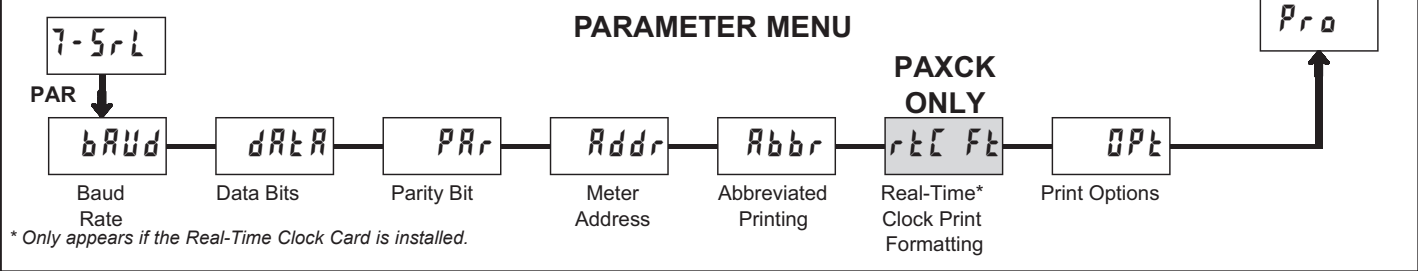 PARAMETER MENU
Pro
7-SrL
PAR
PAXCK
ONLY
bAUd
dAtA
PAr
Addr
Abbr
rtC Ft
OPt
Baud
Rate
Data Bits
Parity Bit
Meter
Address
Abbreviated
Printing
Real-Time*
Clock Print
Formatting
Print Options
* Only appears if the Real-Time Clock Card is installed.